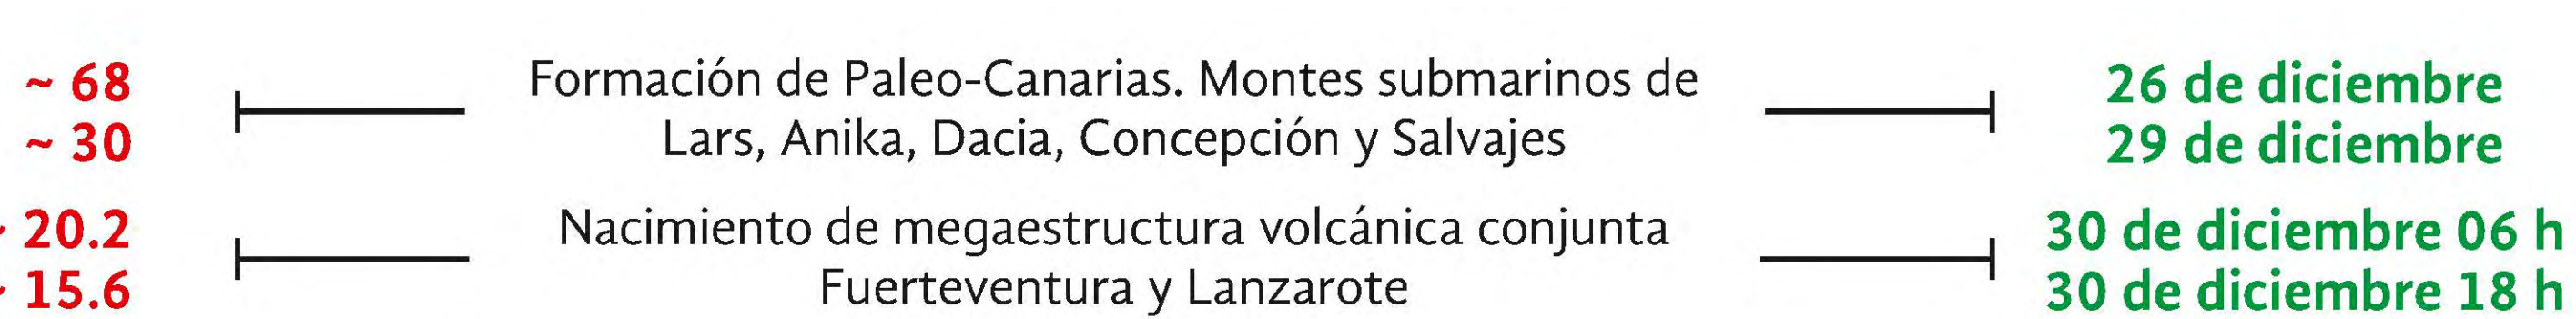 ~ 68
~ 30
Formación de Paleo-Canarias. Montes submarinos de
Lars, Anika, Dacia, Concepción y Salvajes
26 de diciembre
29 de diciembre
~ 20.2
~ 15.6
Nacimiento de megaestructura volcánica conjunta
Fuerteventura y Lanzarote
30 de diciembre 06 h
30 de diciembre 18 h